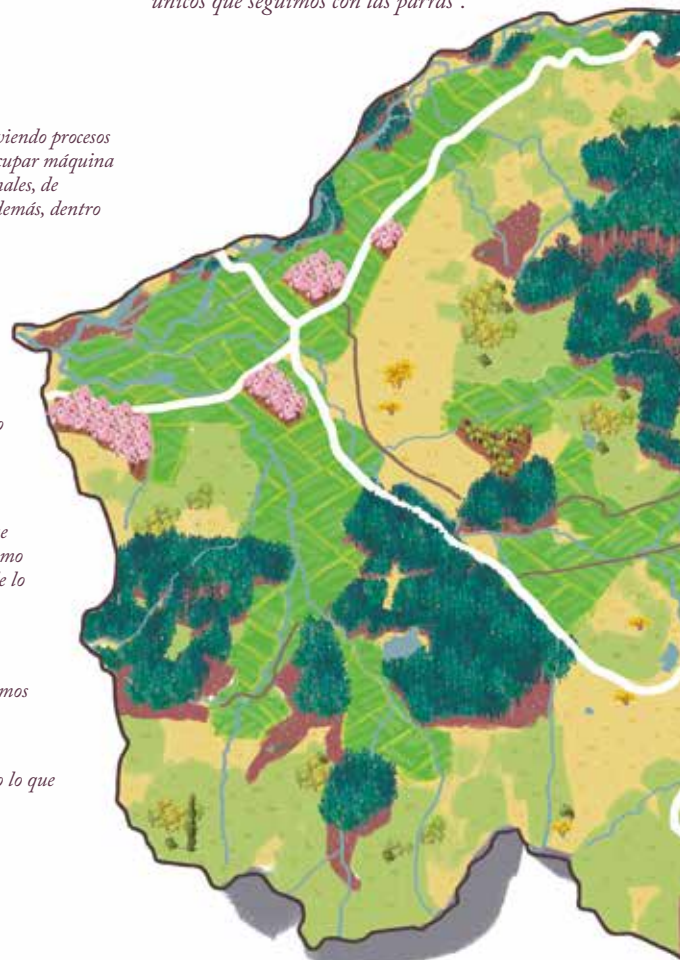 únicos que seguimos con las parras".
viendo procesos
cupar máquina
nales, de
demás, dentro
o
e
mo
e lo
mos
o lo que